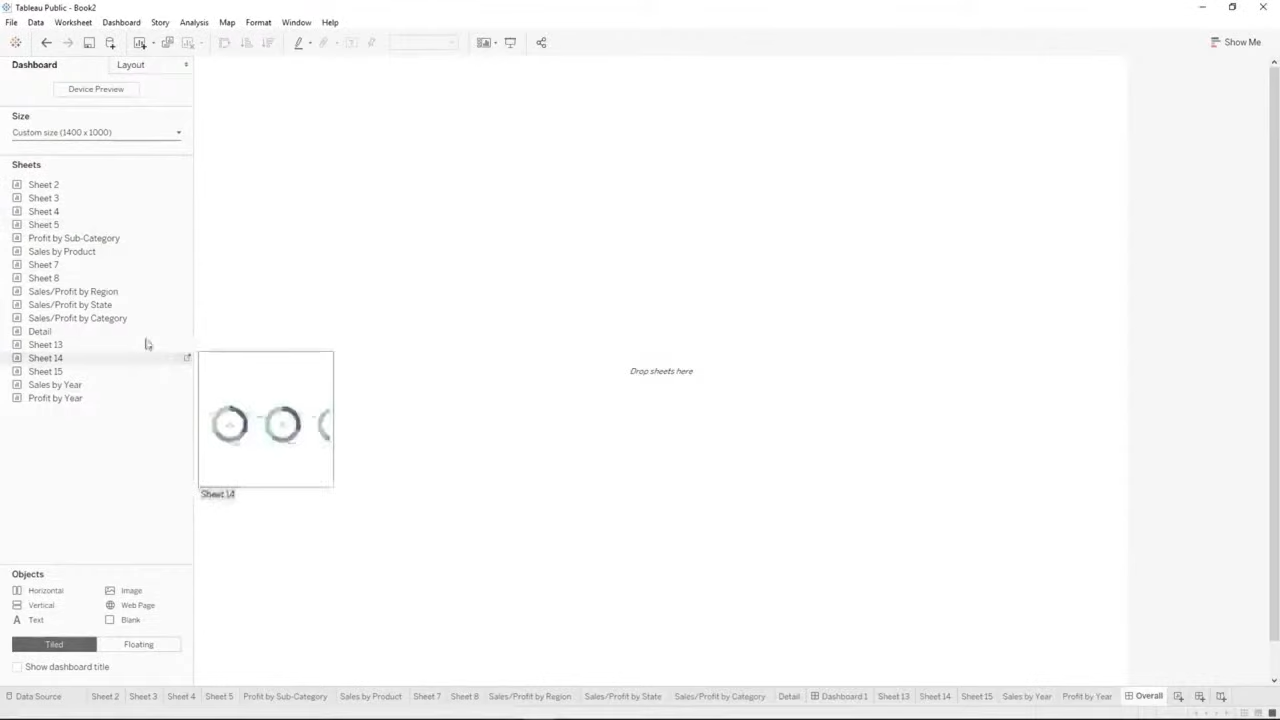 Tableau Public - Book2
File Data Worksheet Dashboard Story Analysis Map Format Window Help
Show Me
Dashboard Layout
Device Preview
Size
Custom size (1400 x 1000)
Sheets
Sheet 2
Sheet 3
Sheet 4
Sheet 5
Profit by Sub-Category
Sales by Product
Sheet 7
Sheet 8
Sales/Profit by Region
Sales/Profit by State
Sales/Profit by Category
Detail
Sheet 13
Sheet 14
Sheet 15
Sales by Year
Profit by Year
Drop sheets here
Sheet 14
Objects
Horizontal Image
Vertical Web Page
A Text Blank
Tiled Floating
Show dashboard title
Data Source Sheet 2 Sheet 3 Sheet 4 Sheet 5 Profit by Sub-Category Sales by Product Sheet 7 Sheet 8 Sales/Profit by Region Sales/Profit by State Sales/Profit by Category Detail Dashboard 1 Sheet 13 Sheet 14 Sheet 15 Sales by Year Profit by Year Overall